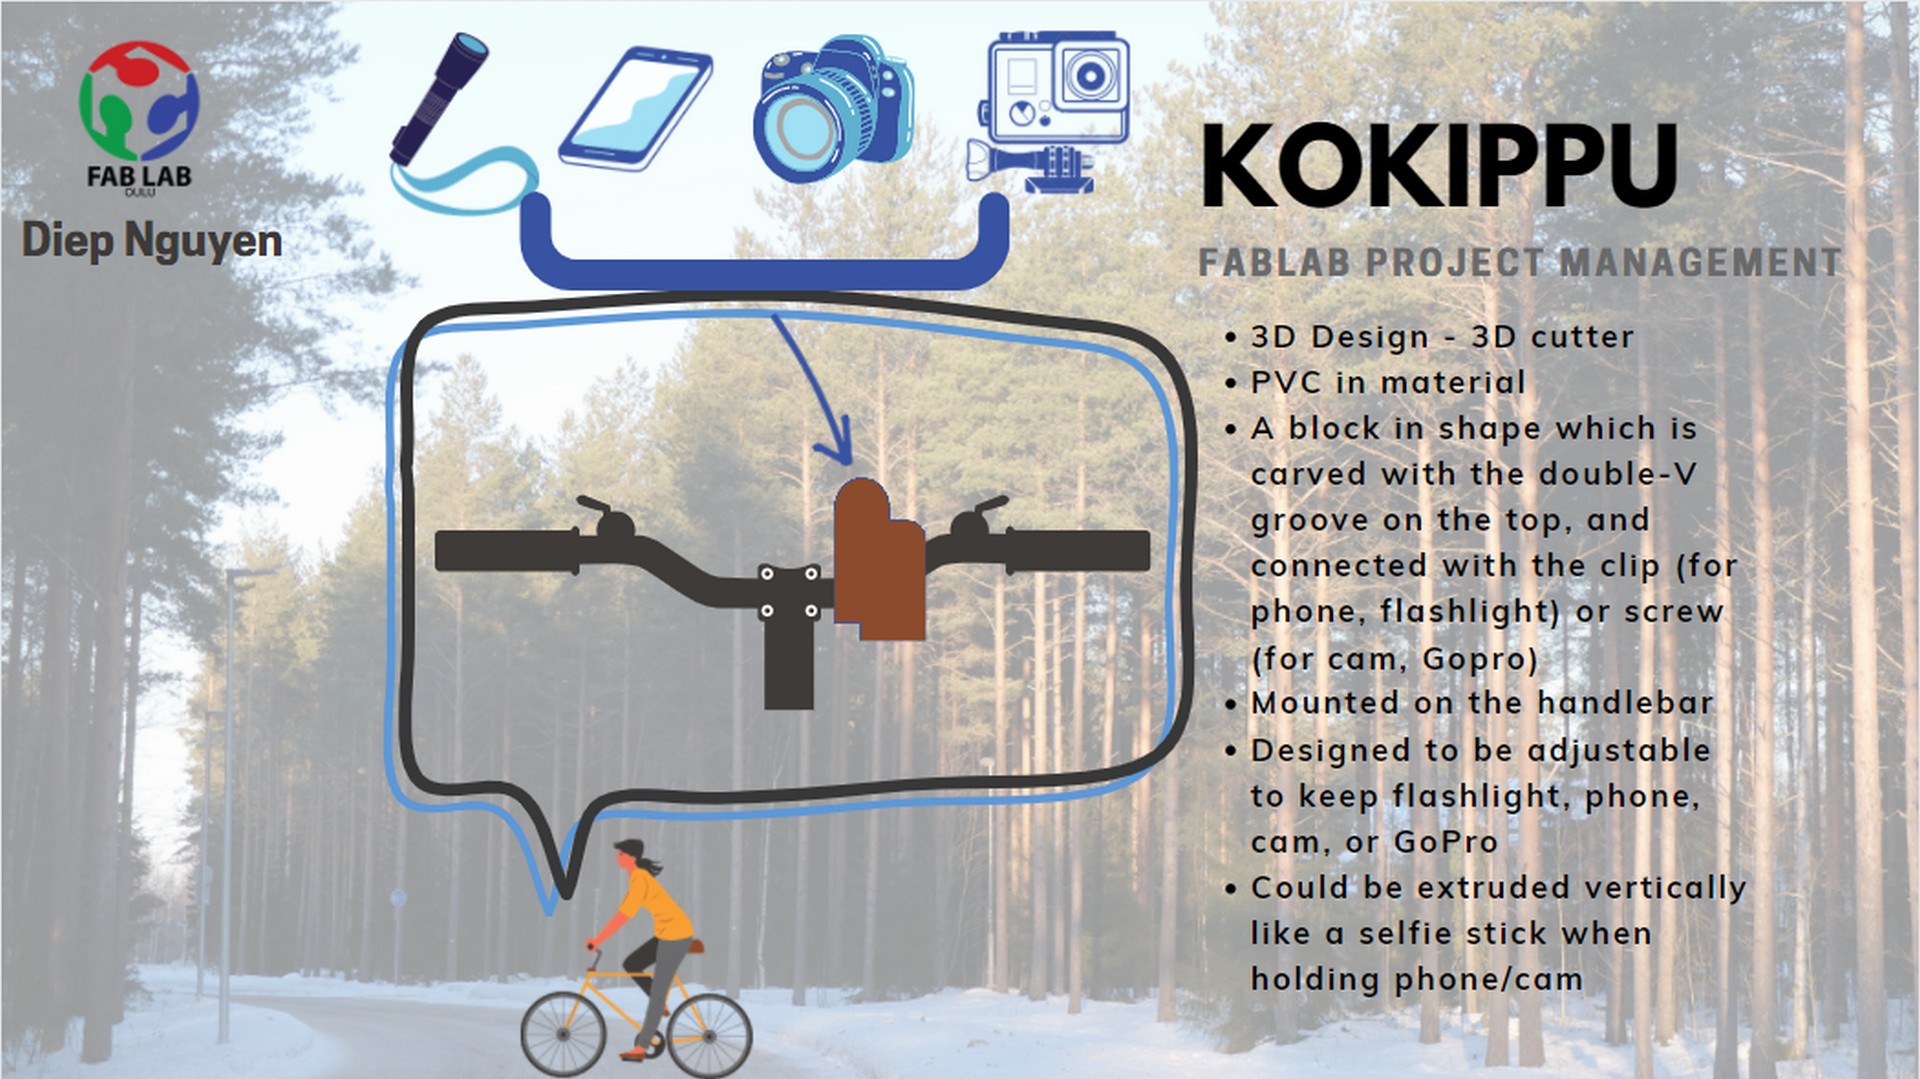 FAB LAB
OULU
Diep Nguyen
KOKIPPU
FABLAB PROJECT MANAGEMENT
• 3D Design - 3D cutter
• PVC in material
• A block in shape which is
carved with the double-V
groove on the top, and
connected with the clip (for
phone, flashlight) or screw
(for cam, Gopro)
• Mounted on the handlebar
• Designed to be adjustable
to keep flashlight, phone,
cam, or GoPro
• Could be extruded vertically
like a selfie stick when
holding phone/cam